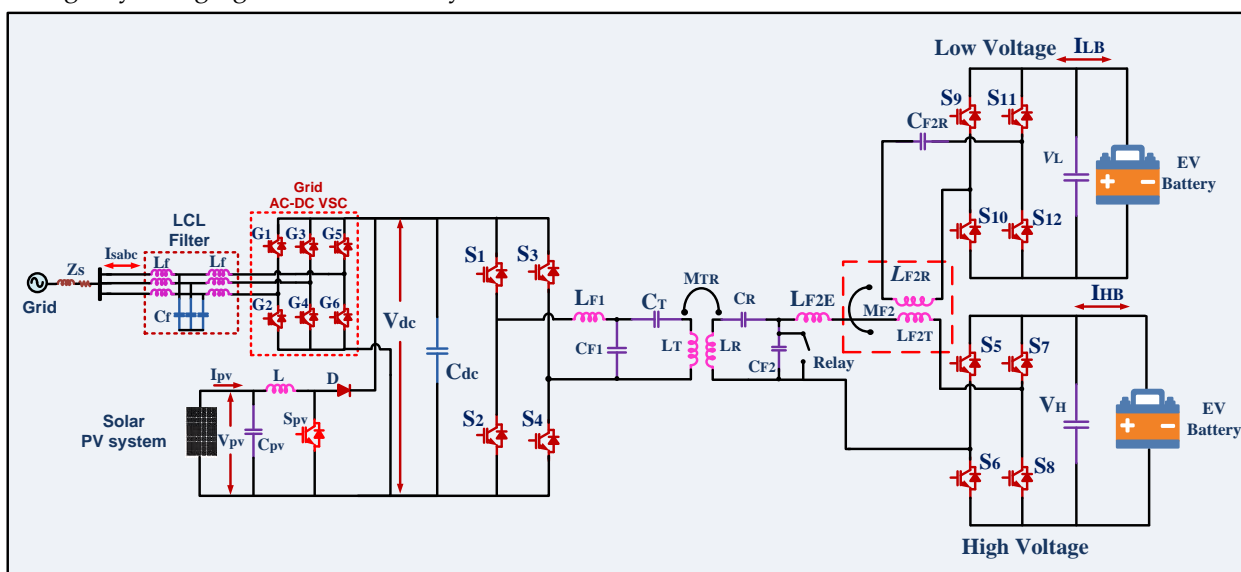 Low Voltage
ILB
S9
S11
CF2R
VL
EV
Battery
S10
S12
Grid
AC-DC VSC
LCL
Filter
Isabc
Lf
Lf
G1
G3
G5
Zs
Grid
Cf
G2
G4
G6
Vdc
Cdc
S1
S3
LF1
CT
MTR
CR
LF2E
LF2R
MF2
LF2T
IHB
CF1
LT
LR
CF2
Relay
S5
S7
Ipv
L
D
Solar
PV system
Vpv
Cpv
Spv
S2
S4
VH
EV
Battery
S6
S8
High Voltage